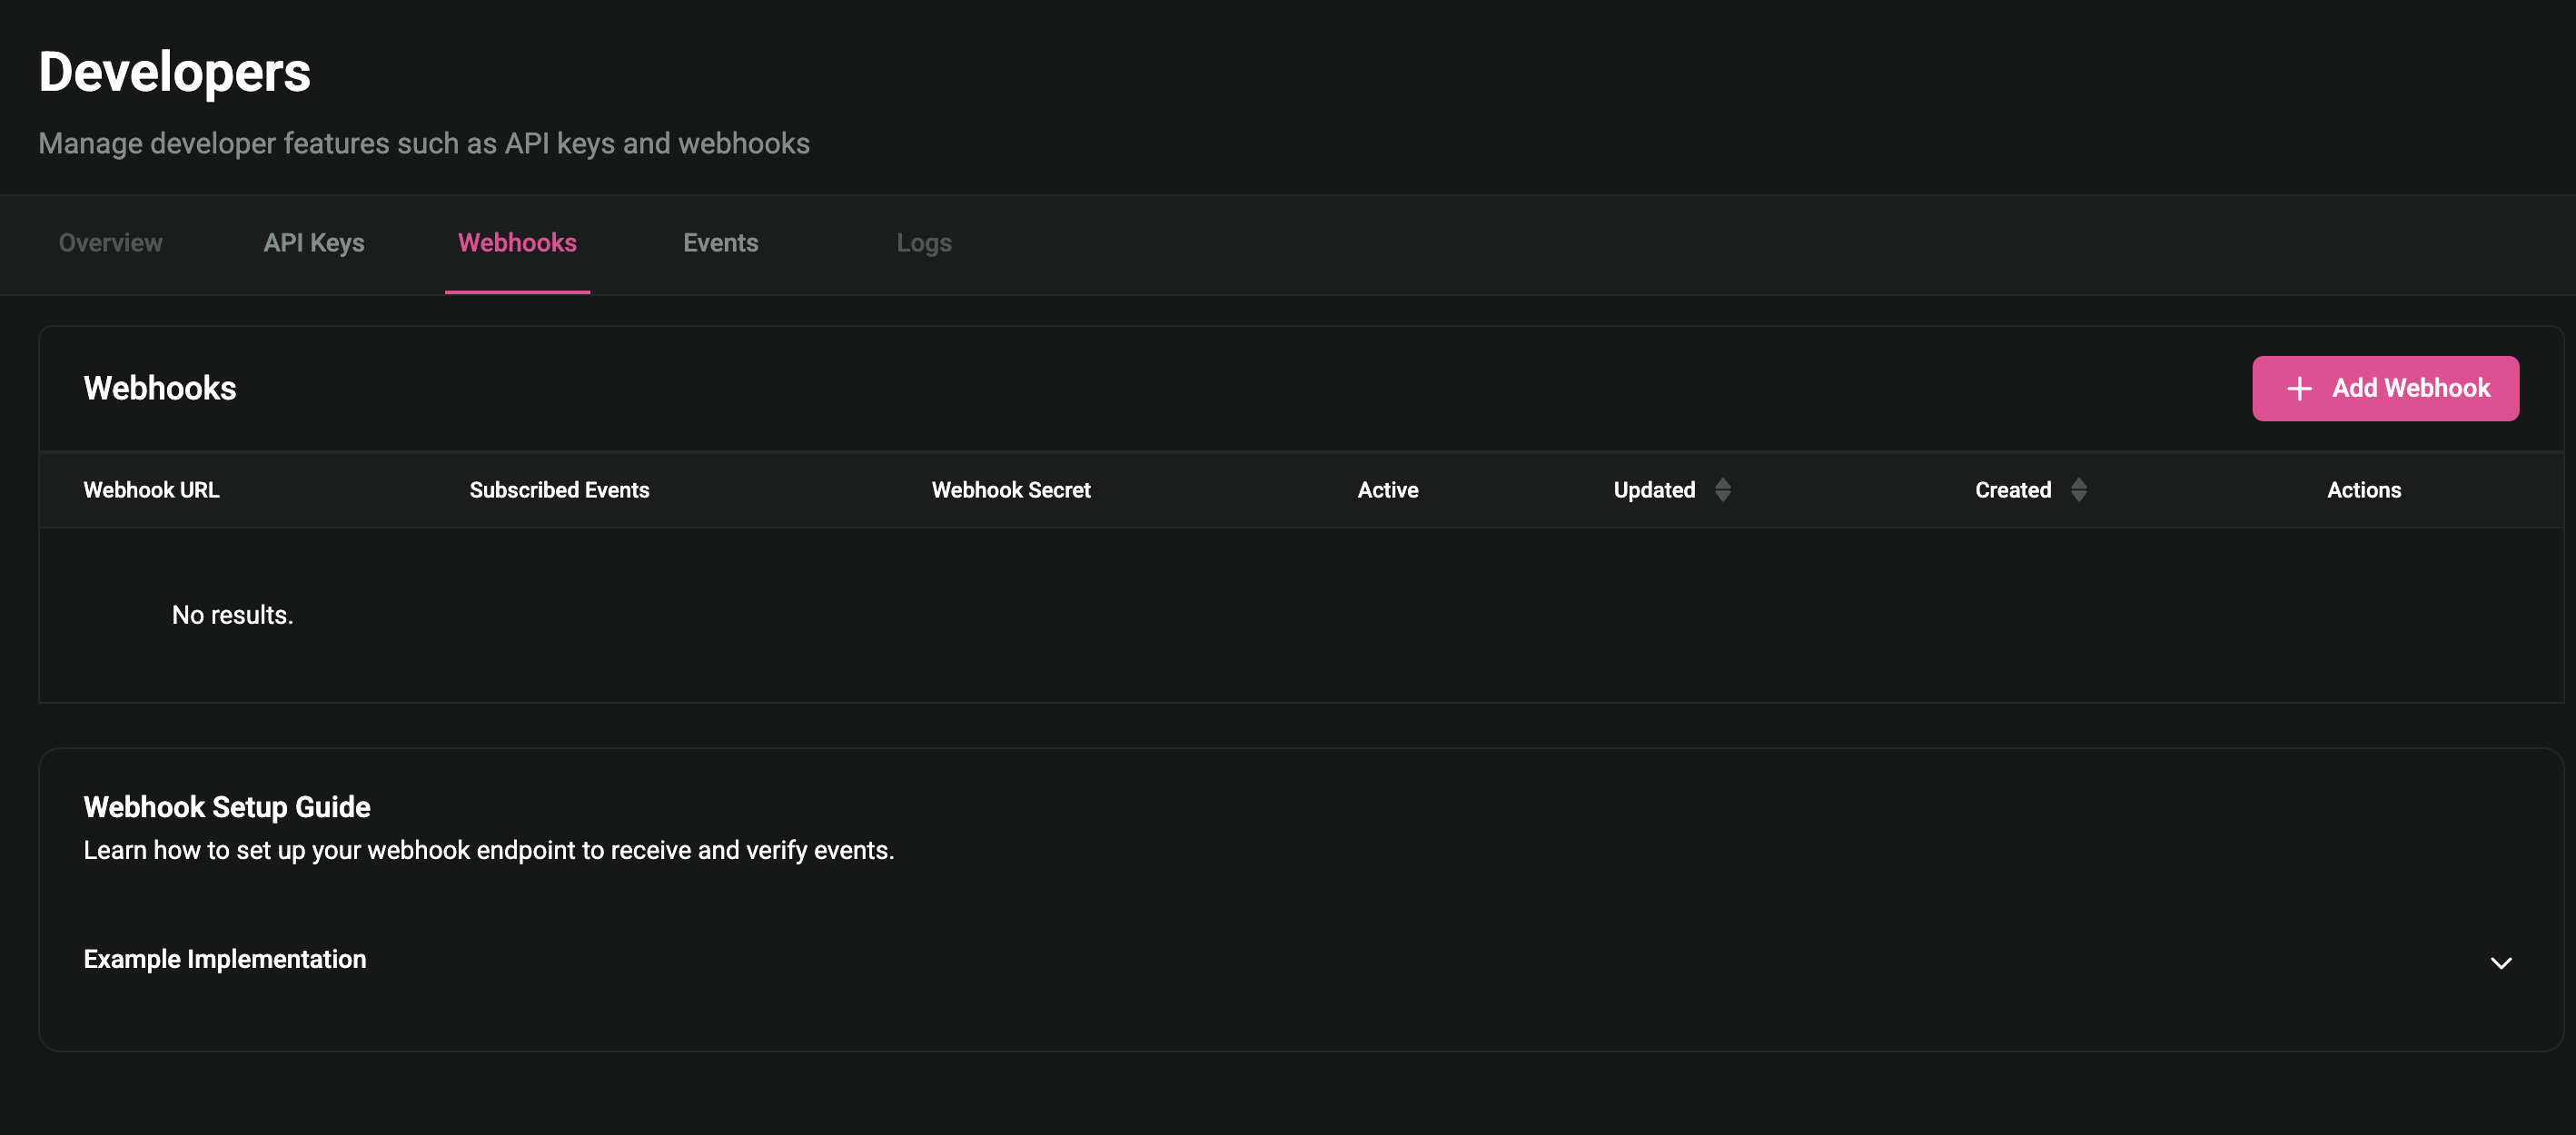 Developers
Manage developer features such as API keys and webhooks
Overview API Keys Webhooks Events Logs
Webhooks
Add Webhook
Webhook URL Subscribed Events Webhook Secret Active Updated Created Actions
No results.
Webhook Setup Guide
Learn how to set up your webhook endpoint to receive and verify events.
Example Implementation